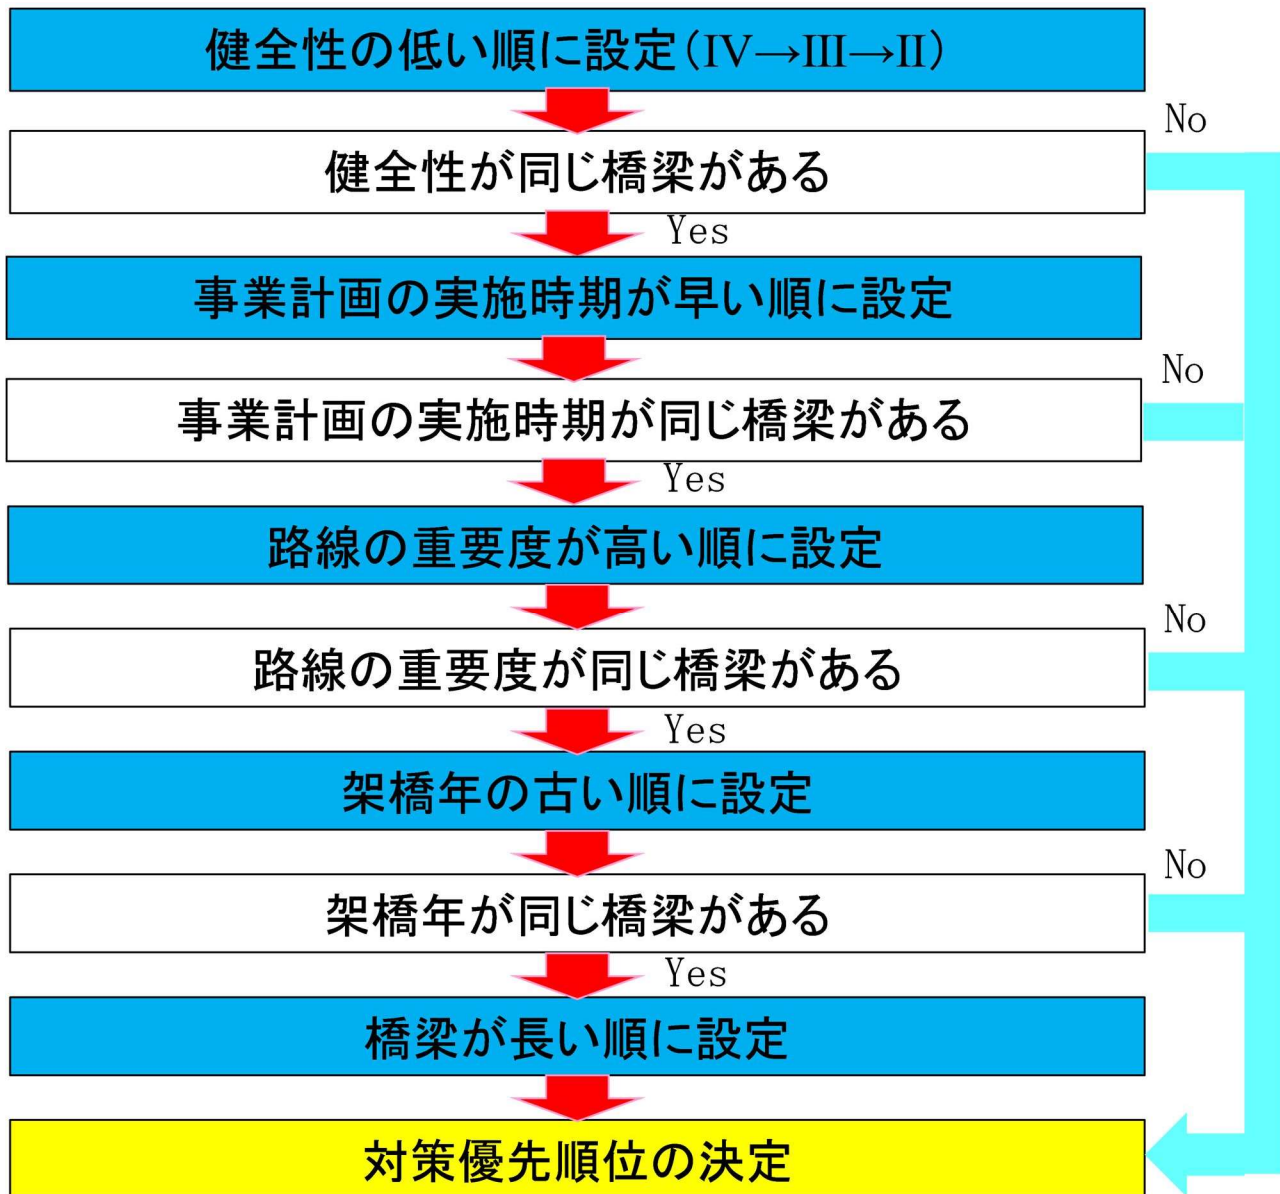 健全性の低い順に設定(IV→III→II)
No
健全性が同じ橋梁がある
Yes
事業計画の実施時期が早い順に設定
No
事業計画の実施時期が同じ橋梁がある
Yes
路線の重要度が高い順に設定
No
路線の重要度が同じ橋梁がある
Yes
架橋年の古い順に設定
No
架橋年が同じ橋梁がある
Yes
橋梁が長い順に設定
対策優先順位の決定